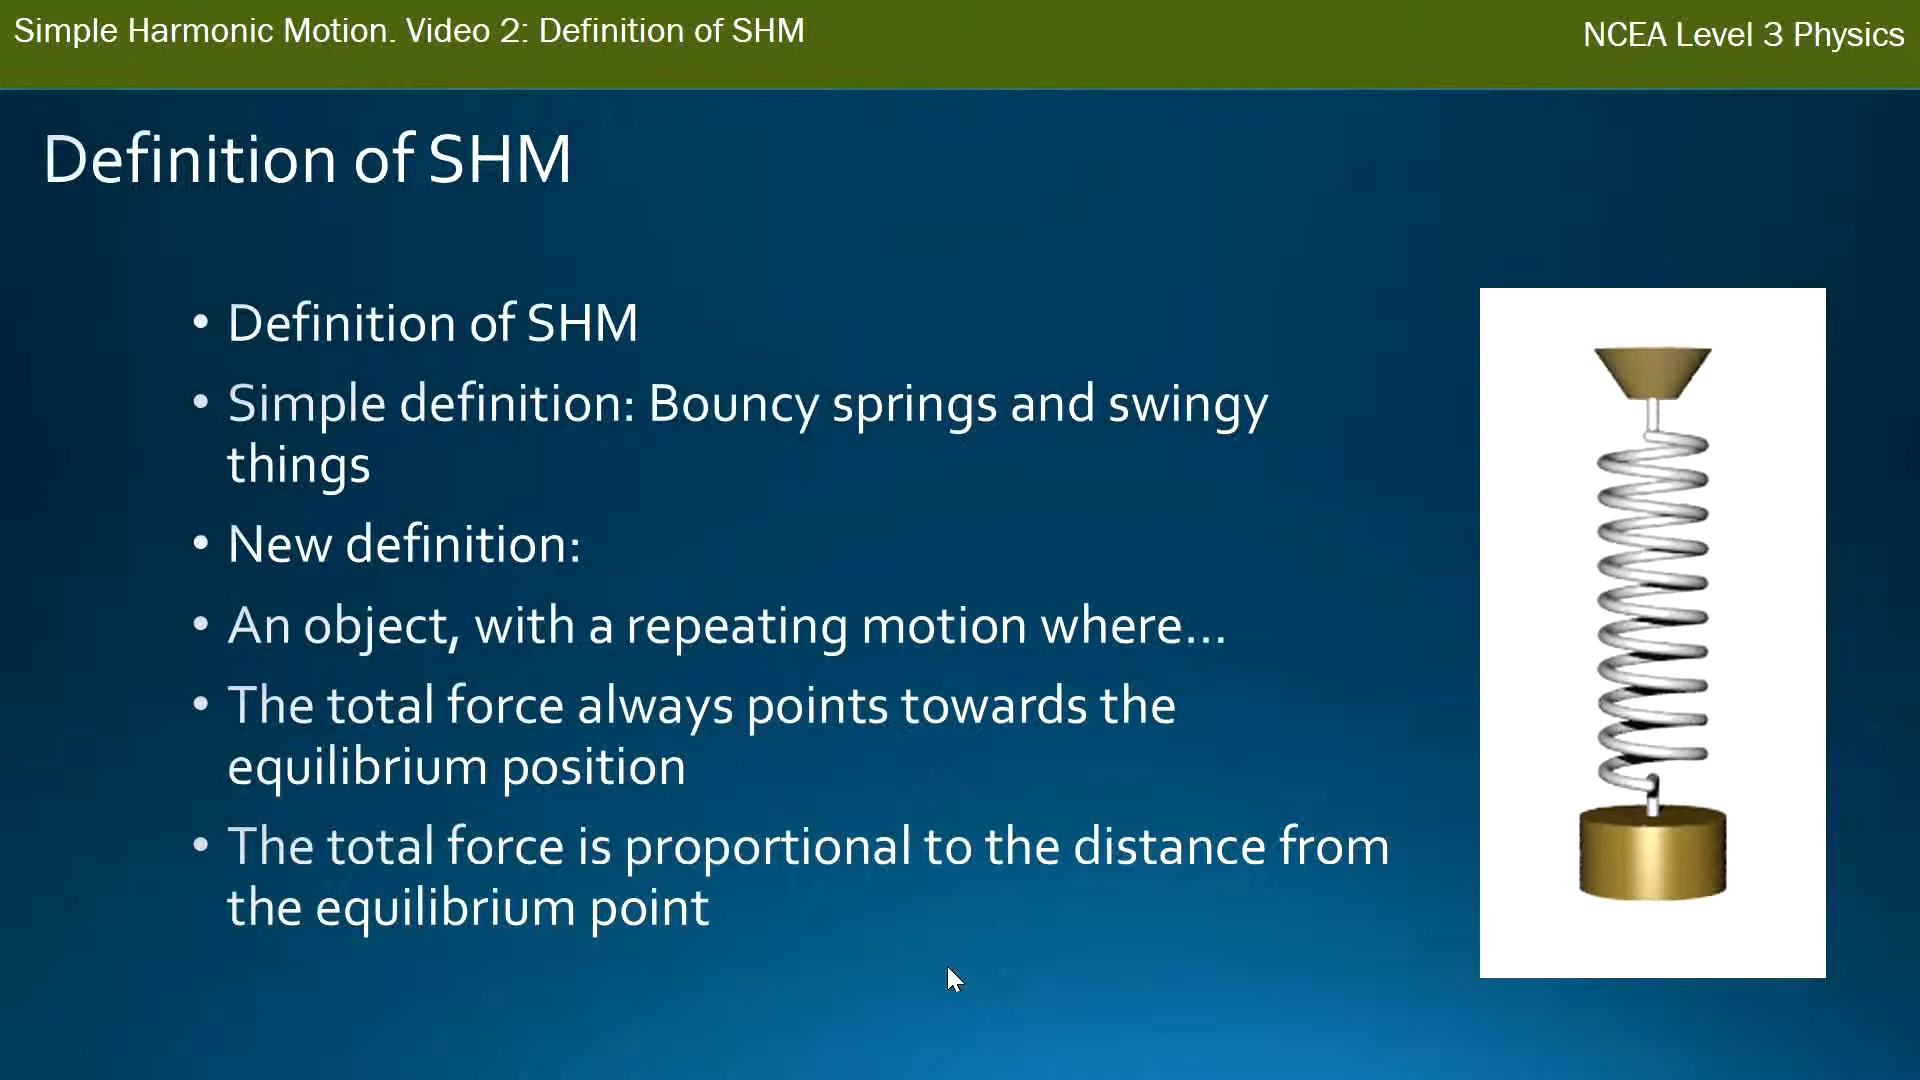 Simple Harmonic Motion. Video 2: Definition of SHM
NCEA Level 3 Physics
Definition of SHM
• Definition of SHM
• Simple definition: Bouncy springs and swingy
things
• New definition:
• An object, with a repeating motion where...
• The total force always points towards the
equilibrium position
• The total force is proportional to the distance from
the equilibrium point